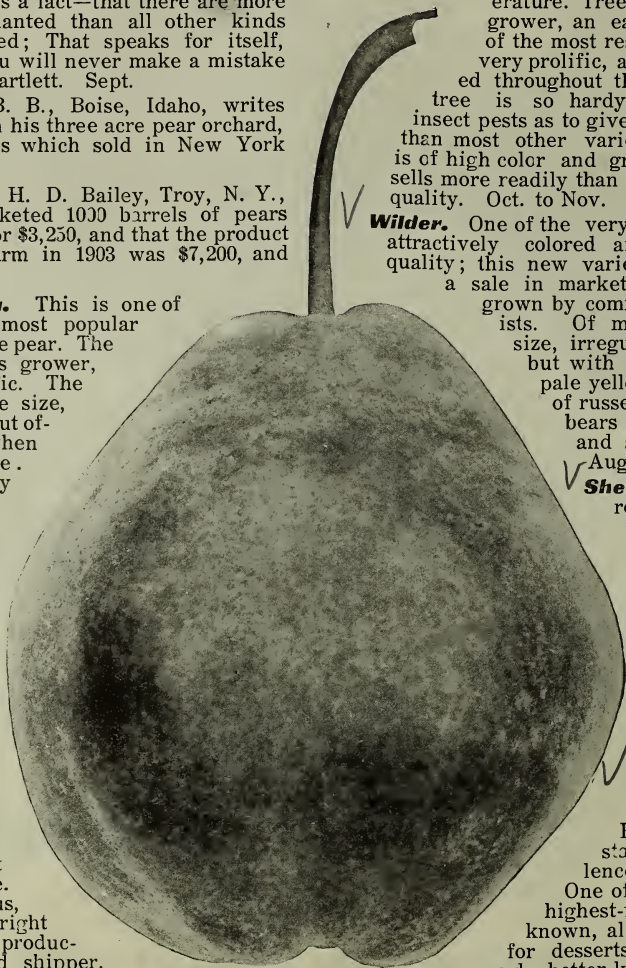 s a fact—that there are more
lanted than all other kinds
ed; That speaks for itself,
u will never make a mistake
artlett. Sept.
B. B., Boise, Idaho, writes
n his three acre pear orchard,
s which sold in New York
H. D. Bailey, Troy, N. Y.,
keted 1000 barrels of pears
or $3,250, and that the product
arm in 1903 was $7,200, and
This is one of
most popular
e pear. The
s grower,
ic. The
e size,
ut of-
hen
e.
y
e.
us,
right
produc-
d shipper.
erature. Tree
grower, an ea
of the most re
very prolific, a
ed throughout th
tree is so hardy
insect pests as to give
than most other vari
is of high color and gr
sells more readily than
quality. Oct. to Nov.
Wilder. One of the very
attractively colored a
quality; this new varie
a sale in market
grown by com
ists. Of m
size, irregu
but with
pale yell
of russe
bears
and
Aug
She
r
sta
lenc
One of
highest-
known, al
for desserts